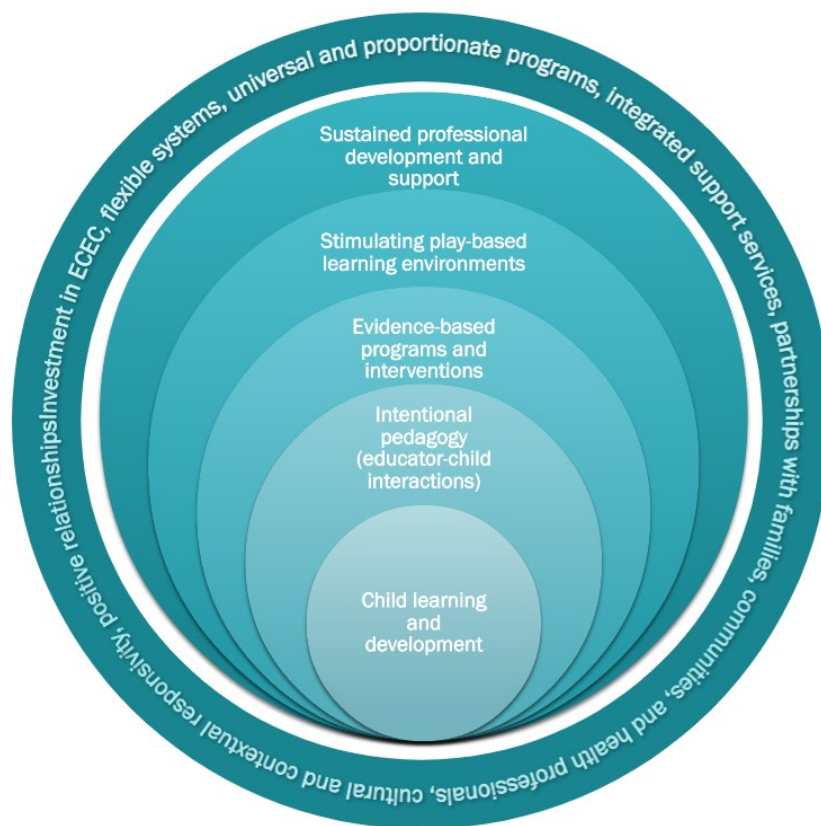 Investment in ECEC, flexible systems, universal and proportionate programs, integrated support services, partnerships with families, communities, and health professionals, cultural and contextual responsivity, positive relationships
Sustained professional
development and
support
Stimulating play-based
learning environments
Evidence-based
programs and
interventions
Intentional
pedagogy
(educator-child
interactions)
Child learning
and
development